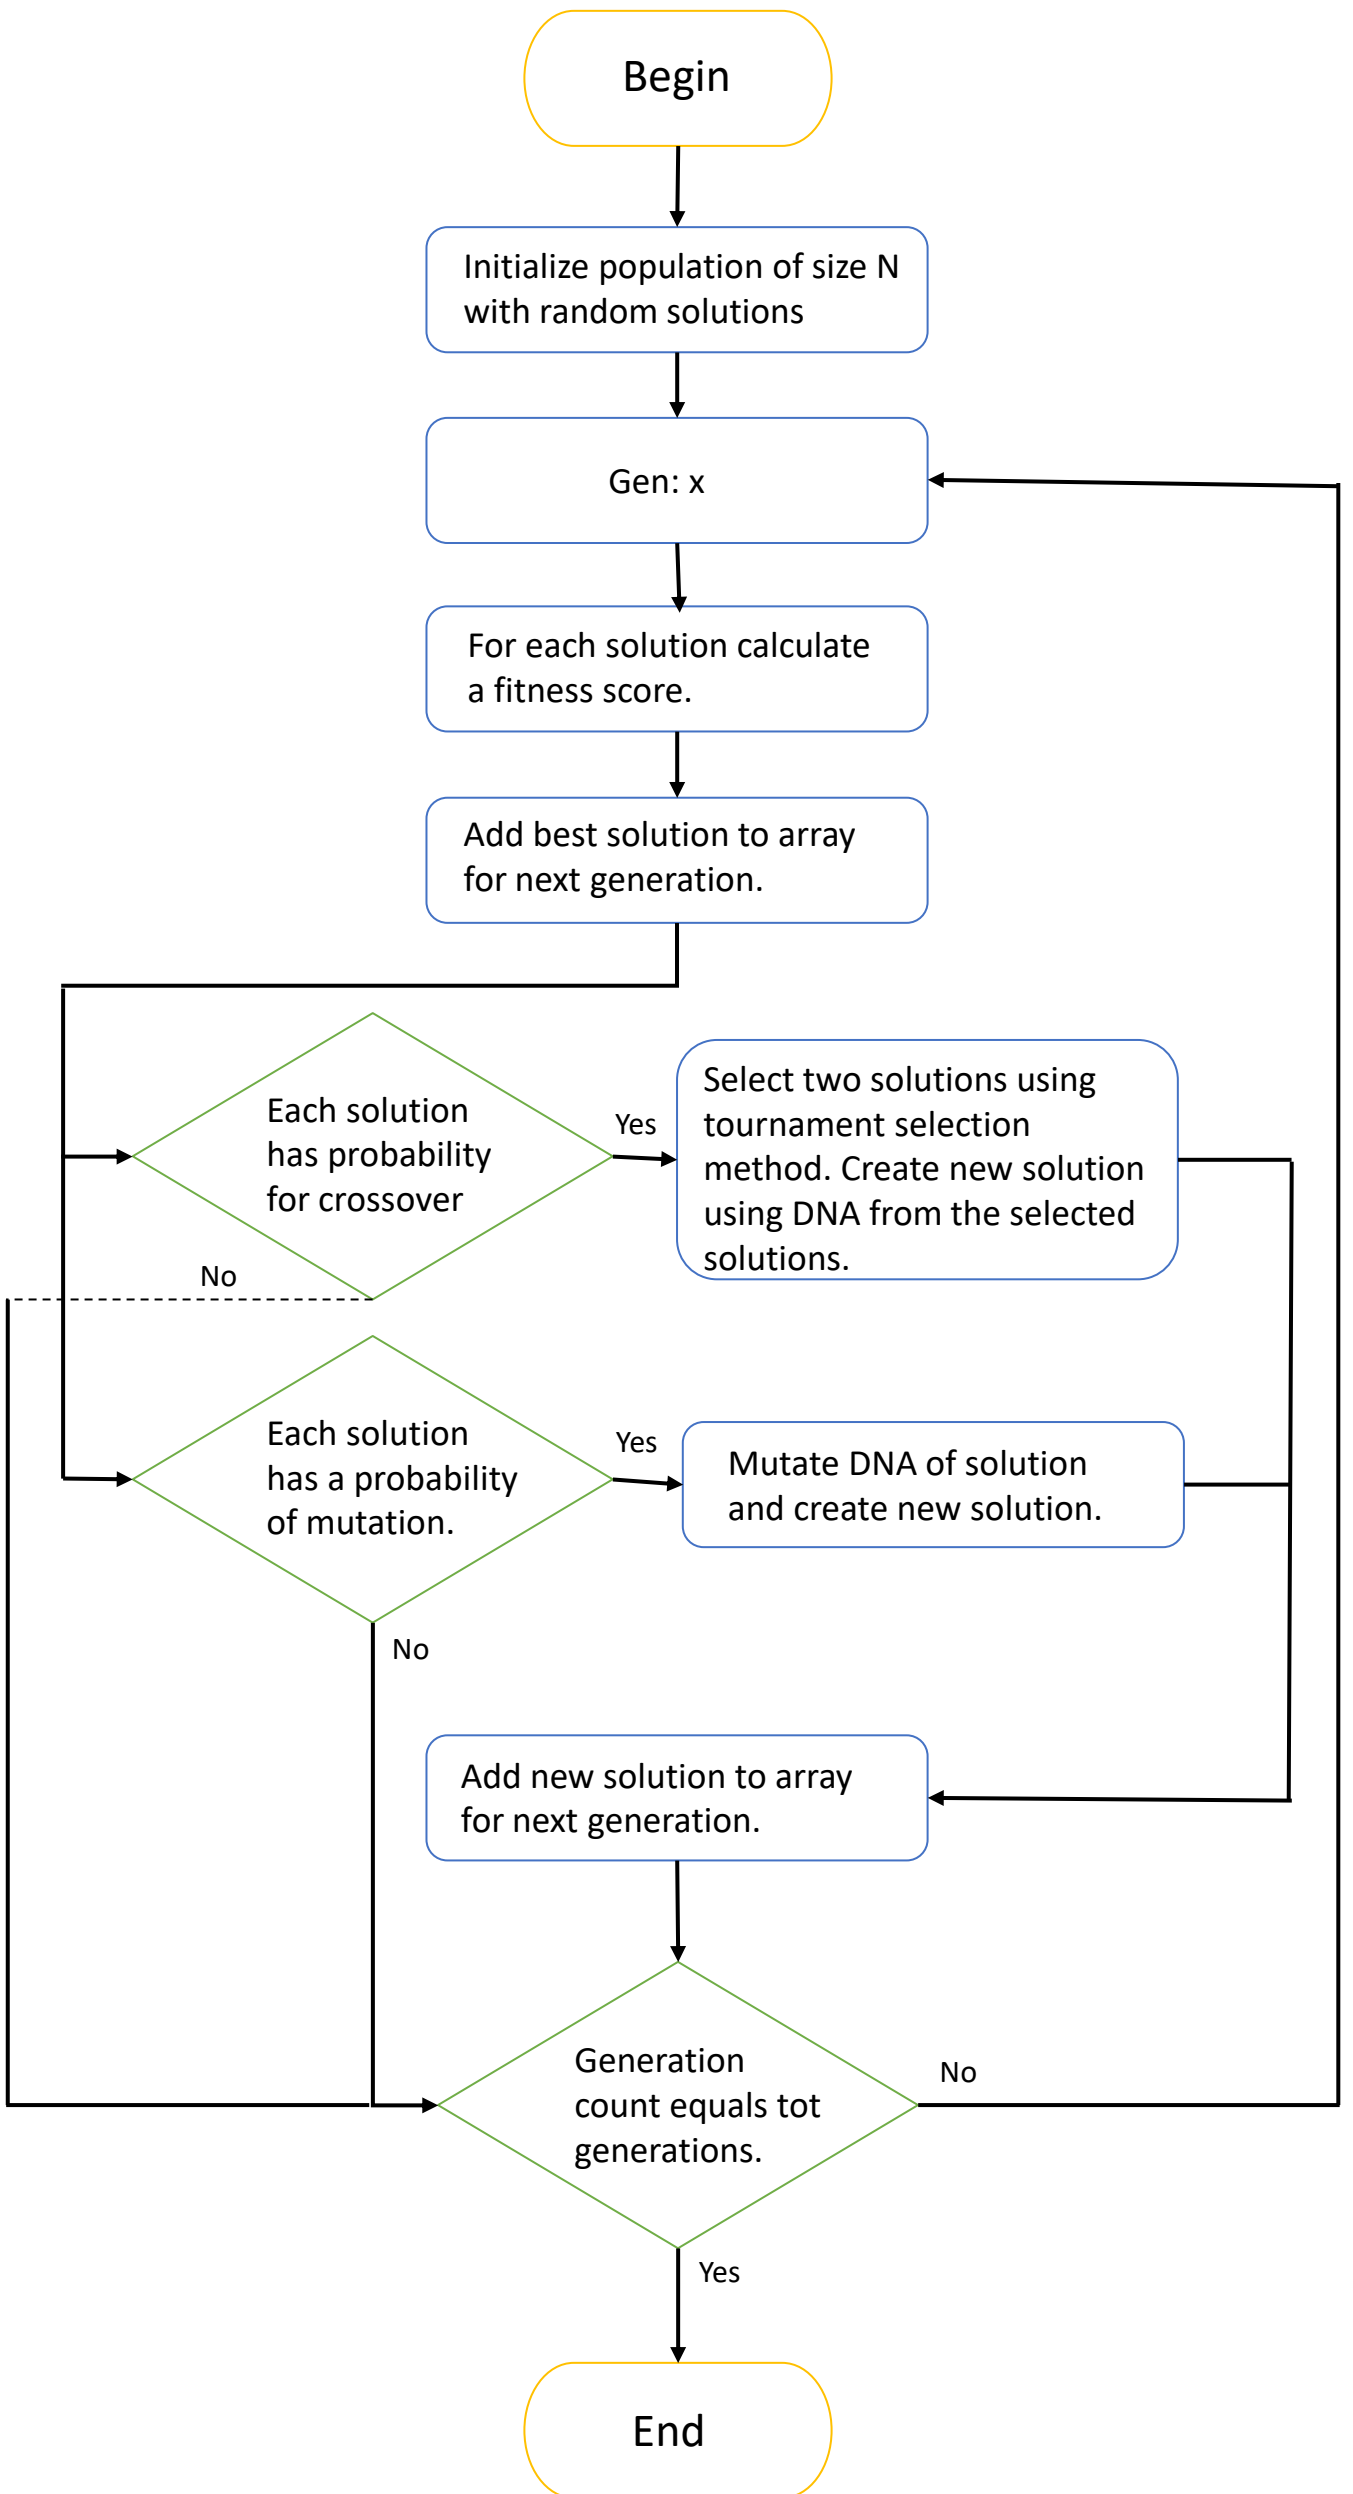 Begin
Initialize population of size N
with random solutions
Gen: x
For each solution calculate
a fitness score.
Add best solution to array
for next generation.
Each solution
has probability
for crossover
Yes
Select two solutions using
tournament selection
method. Create new solution
using DNA from the selected
solutions.
No
Each solution
has a probability
of mutation.
Yes
Mutate DNA of solution
and create new solution.
No
Add new solution to array
for next generation.
Generation
count equals tot
generations.
No
Yes
End